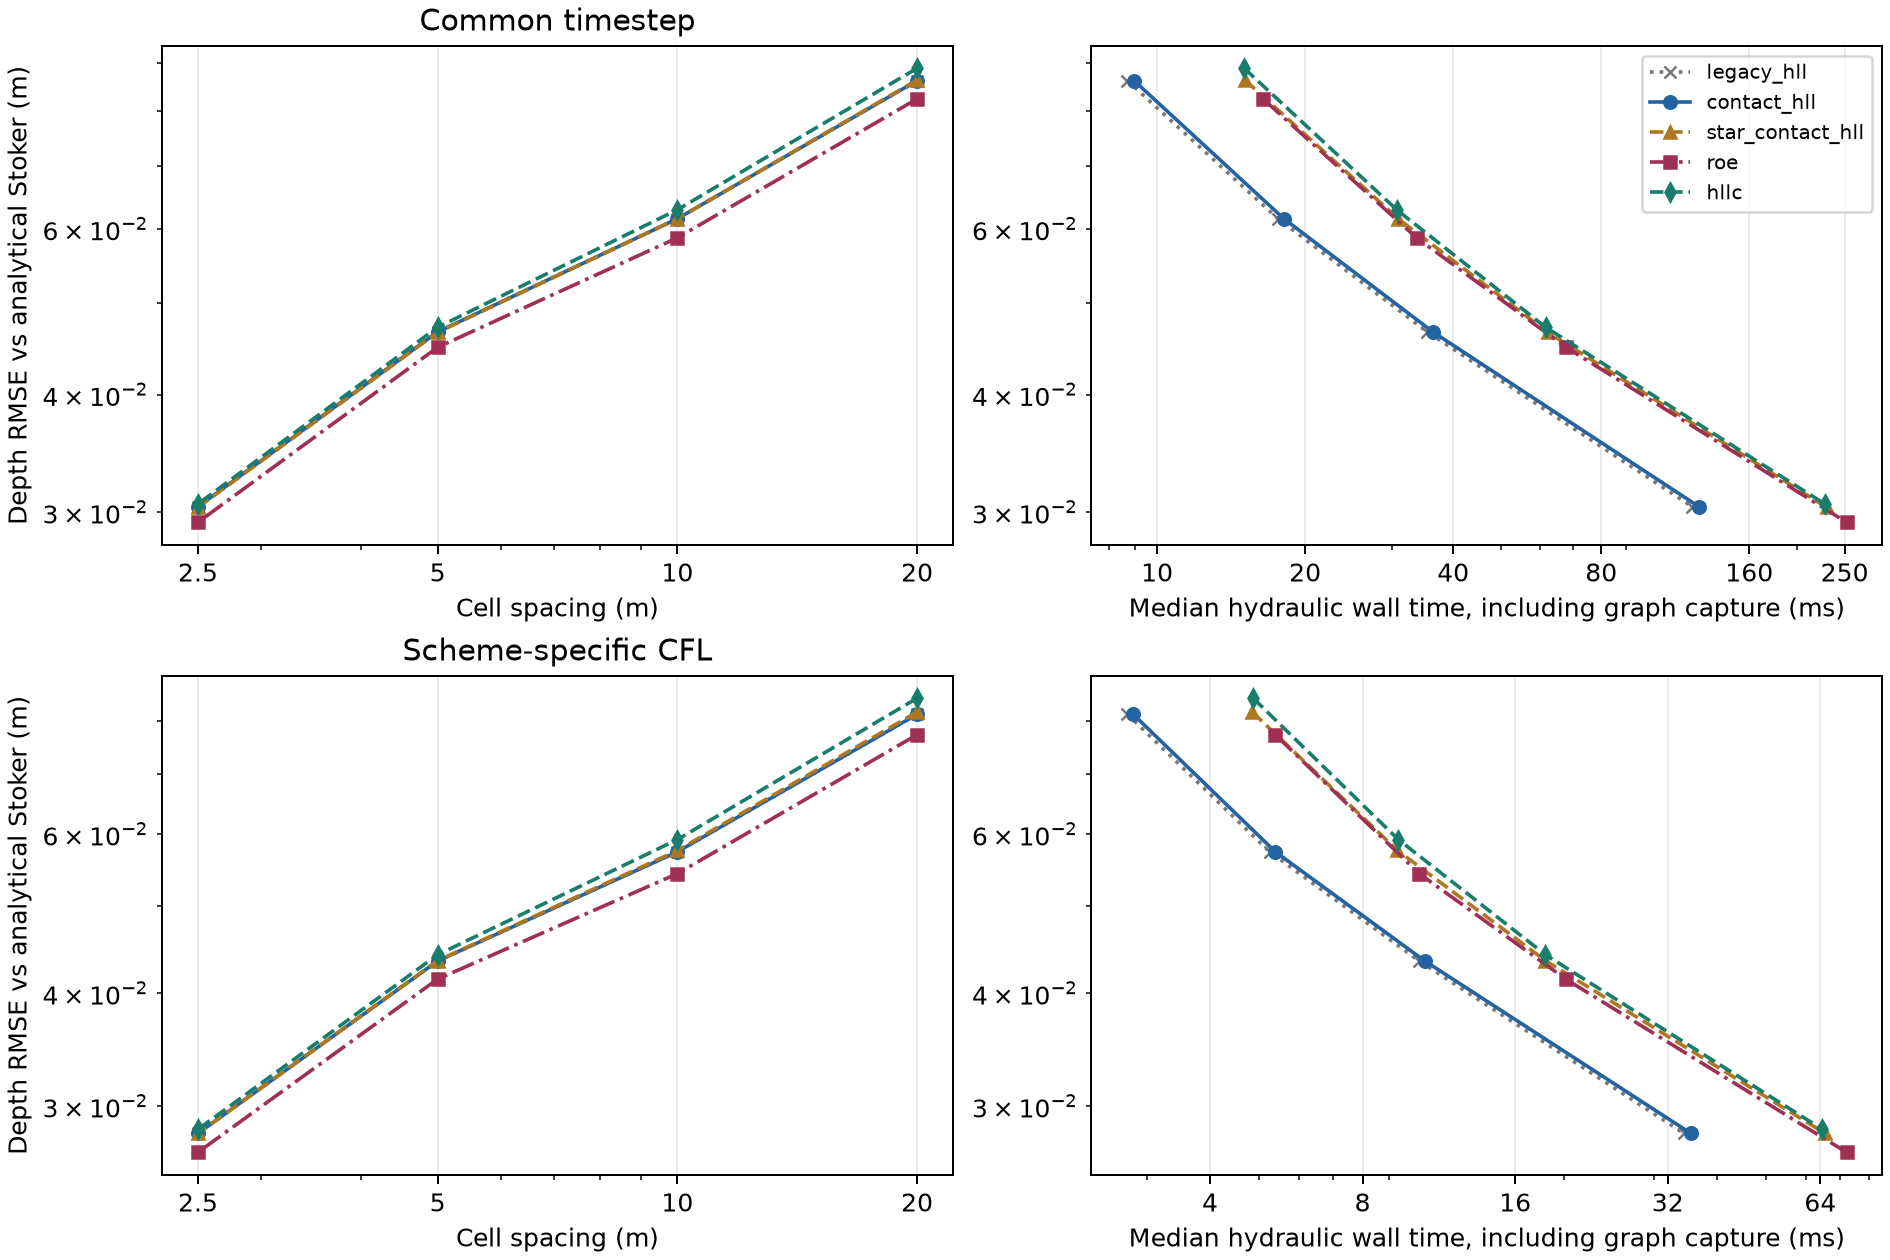 Common timestep
Depth RMSE vs analytical Stoker (m)
6 × 10⁻²
4 × 10⁻²
3 × 10⁻²
2.5 5 10 20
Cell spacing (m)
legacy_hll
contact_hll
star_contact_hll
roe
hllc
6 × 10⁻²
4 × 10⁻²
3 × 10⁻²
10 20 40 80 160 250
Median hydraulic wall time, including graph capture (ms)
Scheme-specific CFL
Depth RMSE vs analytical Stoker (m)
6 × 10⁻²
4 × 10⁻²
3 × 10⁻²
2.5 5 10 20
Cell spacing (m)
6 × 10⁻²
4 × 10⁻²
3 × 10⁻²
4 8 16 32 64
Median hydraulic wall time, including graph capture (ms)